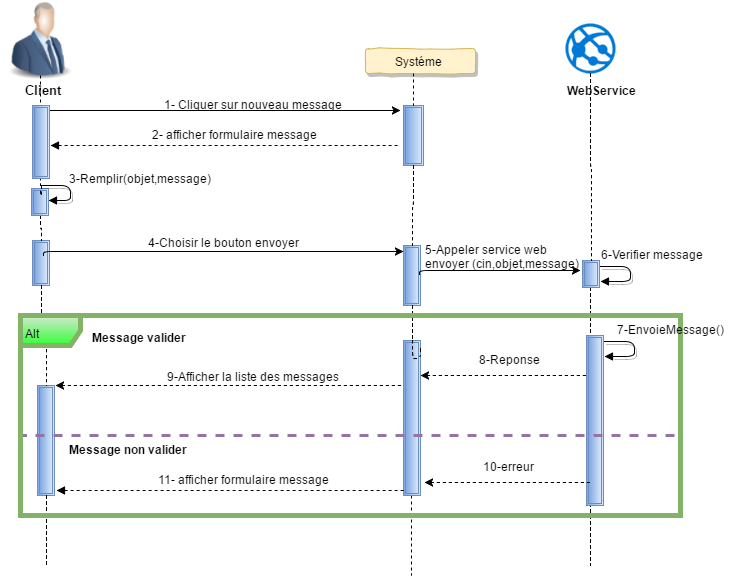 Système
Client
WebService
1- Cliquer sur nouveau message
2- afficher formulaire message
3-Remplir(objet,message)
4-Choisir le bouton envoyer
5-Appeler service web
envoyer (cin,objet,message)
6-Verifier message
Alt
Message valider
7-EnvoieMessage()
8-Reponse
9-Afficher la liste des messages
Message non valider
10-erreur
11- afficher formulaire message